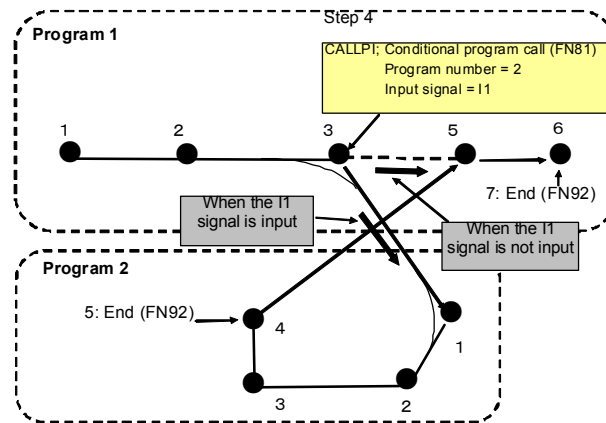 Step 4
Program 1
CALLPI; Conditional program call (FN81)
Program number = 2
Input signal = I1
1
2
3
5
6
7: End (FN92)
When the I1
signal is input
When the I1
signal is not input
Program 2
5: End (FN92)
4
1
3
2